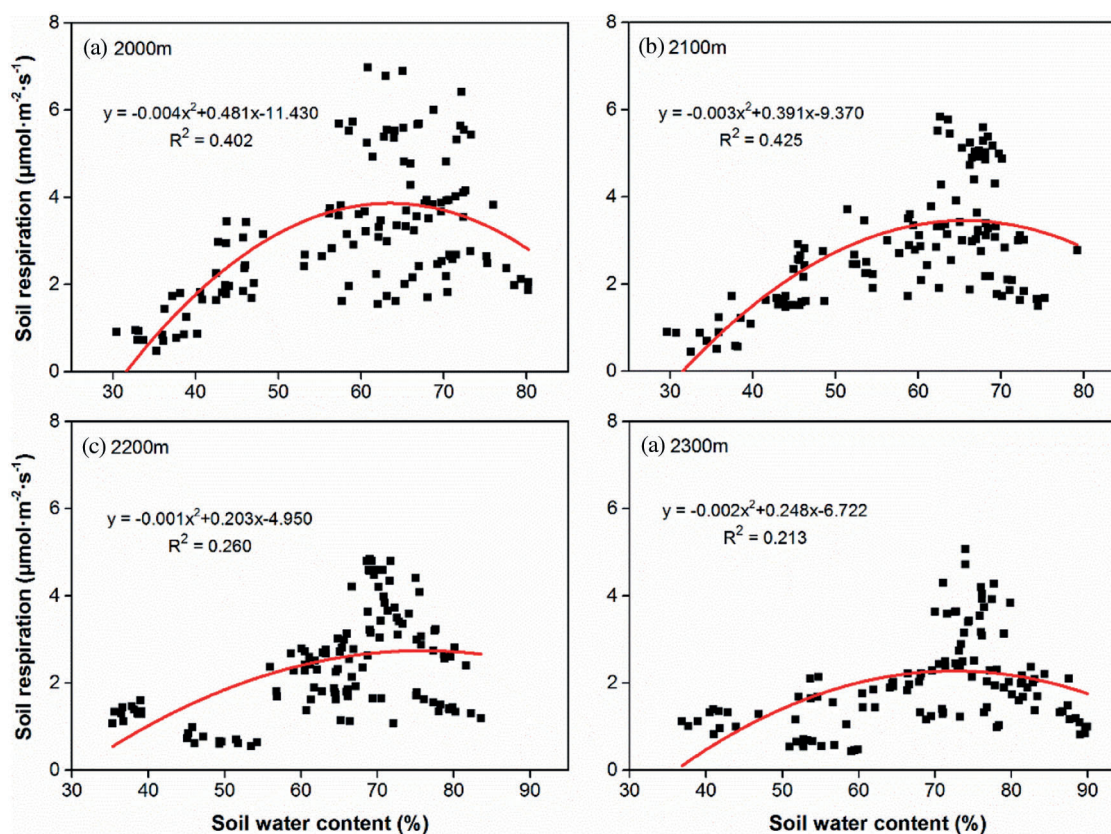 8
6
4
2
0
Soil respiration (μmol·m⁻²·s⁻¹)
(a) 2000m
y = -0.004x²+0.481x-11.430
R² = 0.402
30 40 50 60 70 80
8
6
4
2
0
(b) 2100m
y = -0.003x²+0.391x-9.370
R² = 0.425
30 40 50 60 70 80
8
6
4
2
0
Soil respiration (μmol·m⁻²·s⁻¹)
(c) 2200m
y = -0.001x²+0.203x-4.950
R² = 0.260
30 40 50 60 70 80 90
Soil water content (%)
8
6
4
2
0
(a) 2300m
y = -0.002x²+0.248x-6.722
R² = 0.213
30 40 50 60 70 80 90
Soil water content (%)